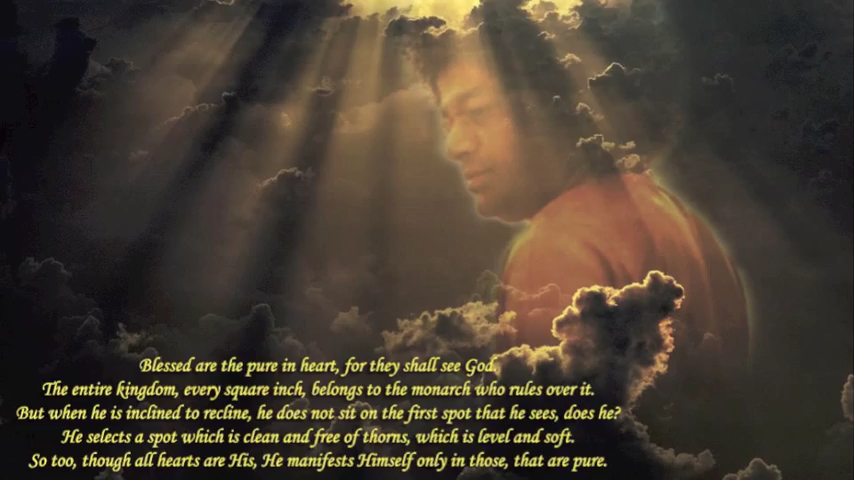 Blessed are the pure in heart, for they shall see God.
The entire kingdom, every square inch, belongs to the monarch who rules over it.
But when he is inclined to recline, he does not sit on the first spot that he sees, does he?
He selects a spot which is clean and free of thorns, which is level and soft.
So too, though all hearts are His, He manifests Himself only in those, that are pure.